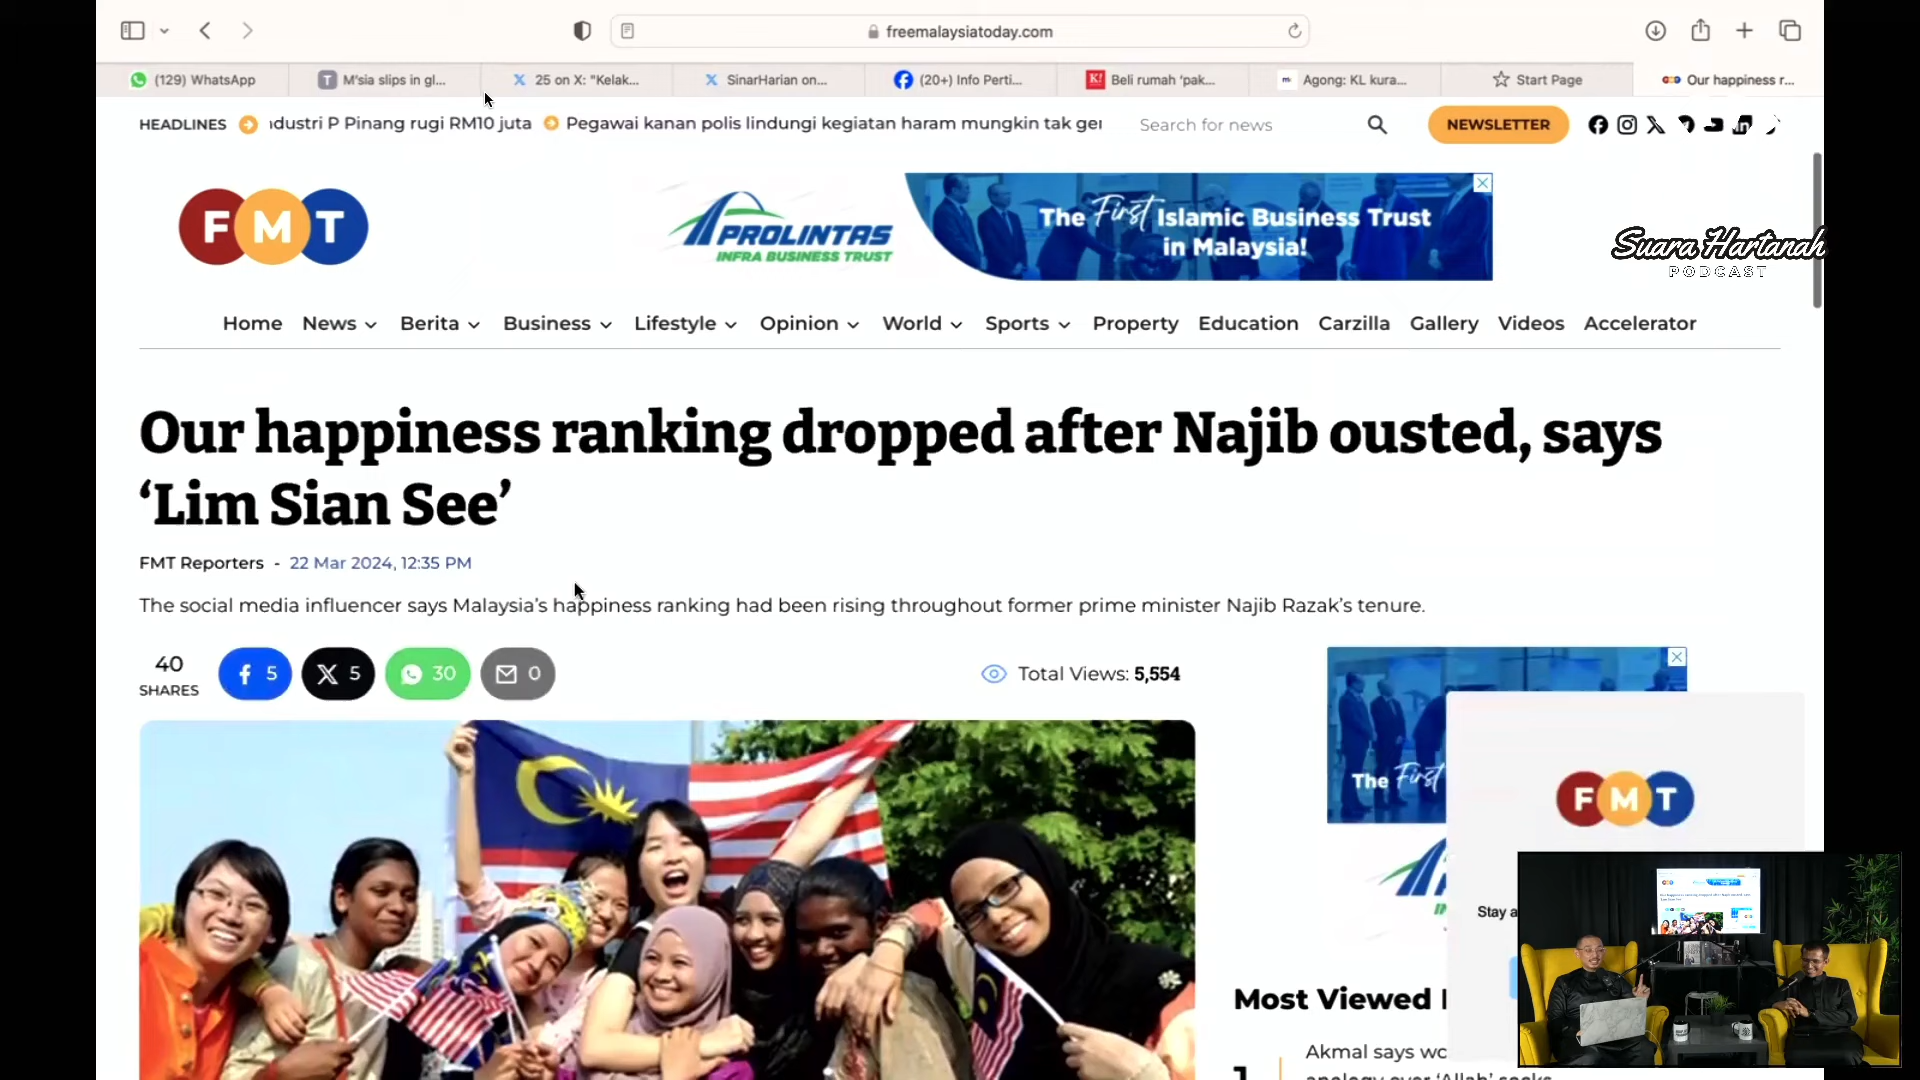 freemalaysiatoday.com
(129) WhatsApp
M'sia slips in gl...
25 on X: "Kelak...
SinarHarian on...
(20+) Info Perti...
Beli rumah 'pak...
Agong: KL kura...
Start Page
Our happiness r...
HEADLINES
ndustri P Pinang rugi RM10 juta
Pegawai kanan polis lindungi kegiatan haram mungkin tak ger
Search for news
NEWSLETTER
FMT
PROLINTAS
INFRA BUSINESS TRUST
The First Islamic Business Trust
in Malaysia!
Suara Hartanah
PODCAST
Home News Berita Business Lifestyle Opinion World Sports Property Education Carzilla Gallery Videos Accelerator
Our happiness ranking dropped after Najib ousted, says
‘Lim Sian See’
FMT Reporters - 22 Mar 2024, 12:35 PM
The social media influencer says Malaysia’s happiness ranking had been rising throughout former prime minister Najib Razak’s tenure.
40
SHARES
5
5
30
0
Total Views: 5,554
The First
FMT
Stay a
Most Viewed
1
Akmal says wo
apology over ‘Allah’ socks